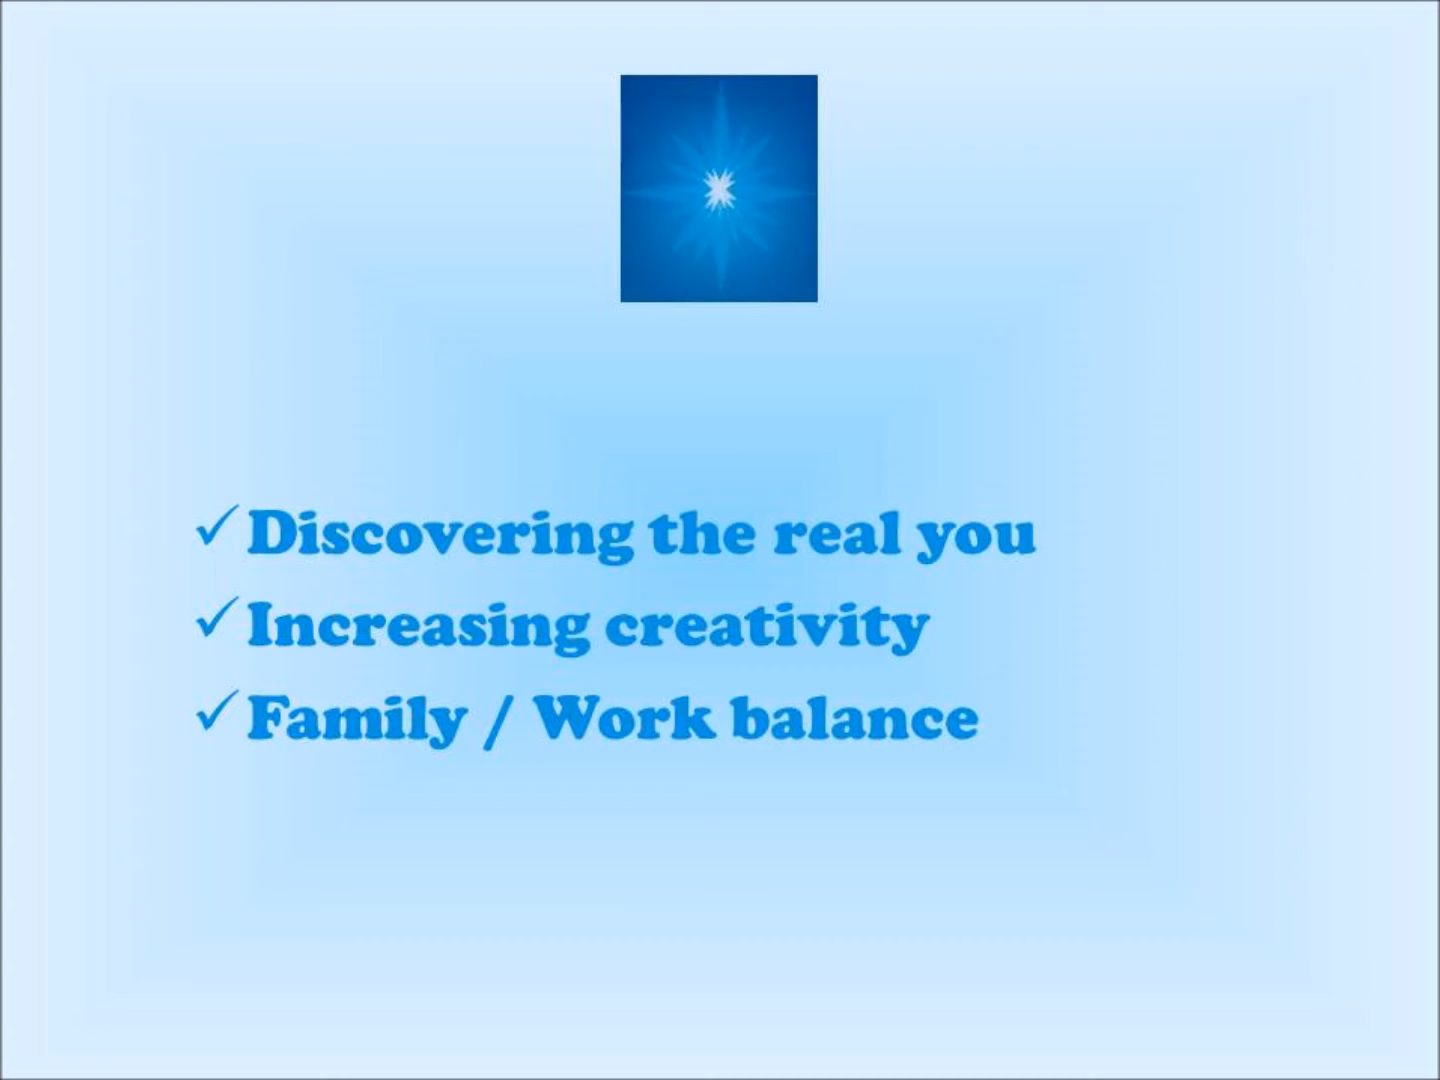 ✓Discovering the real you
✓Increasing creativity
✓Family / Work balance